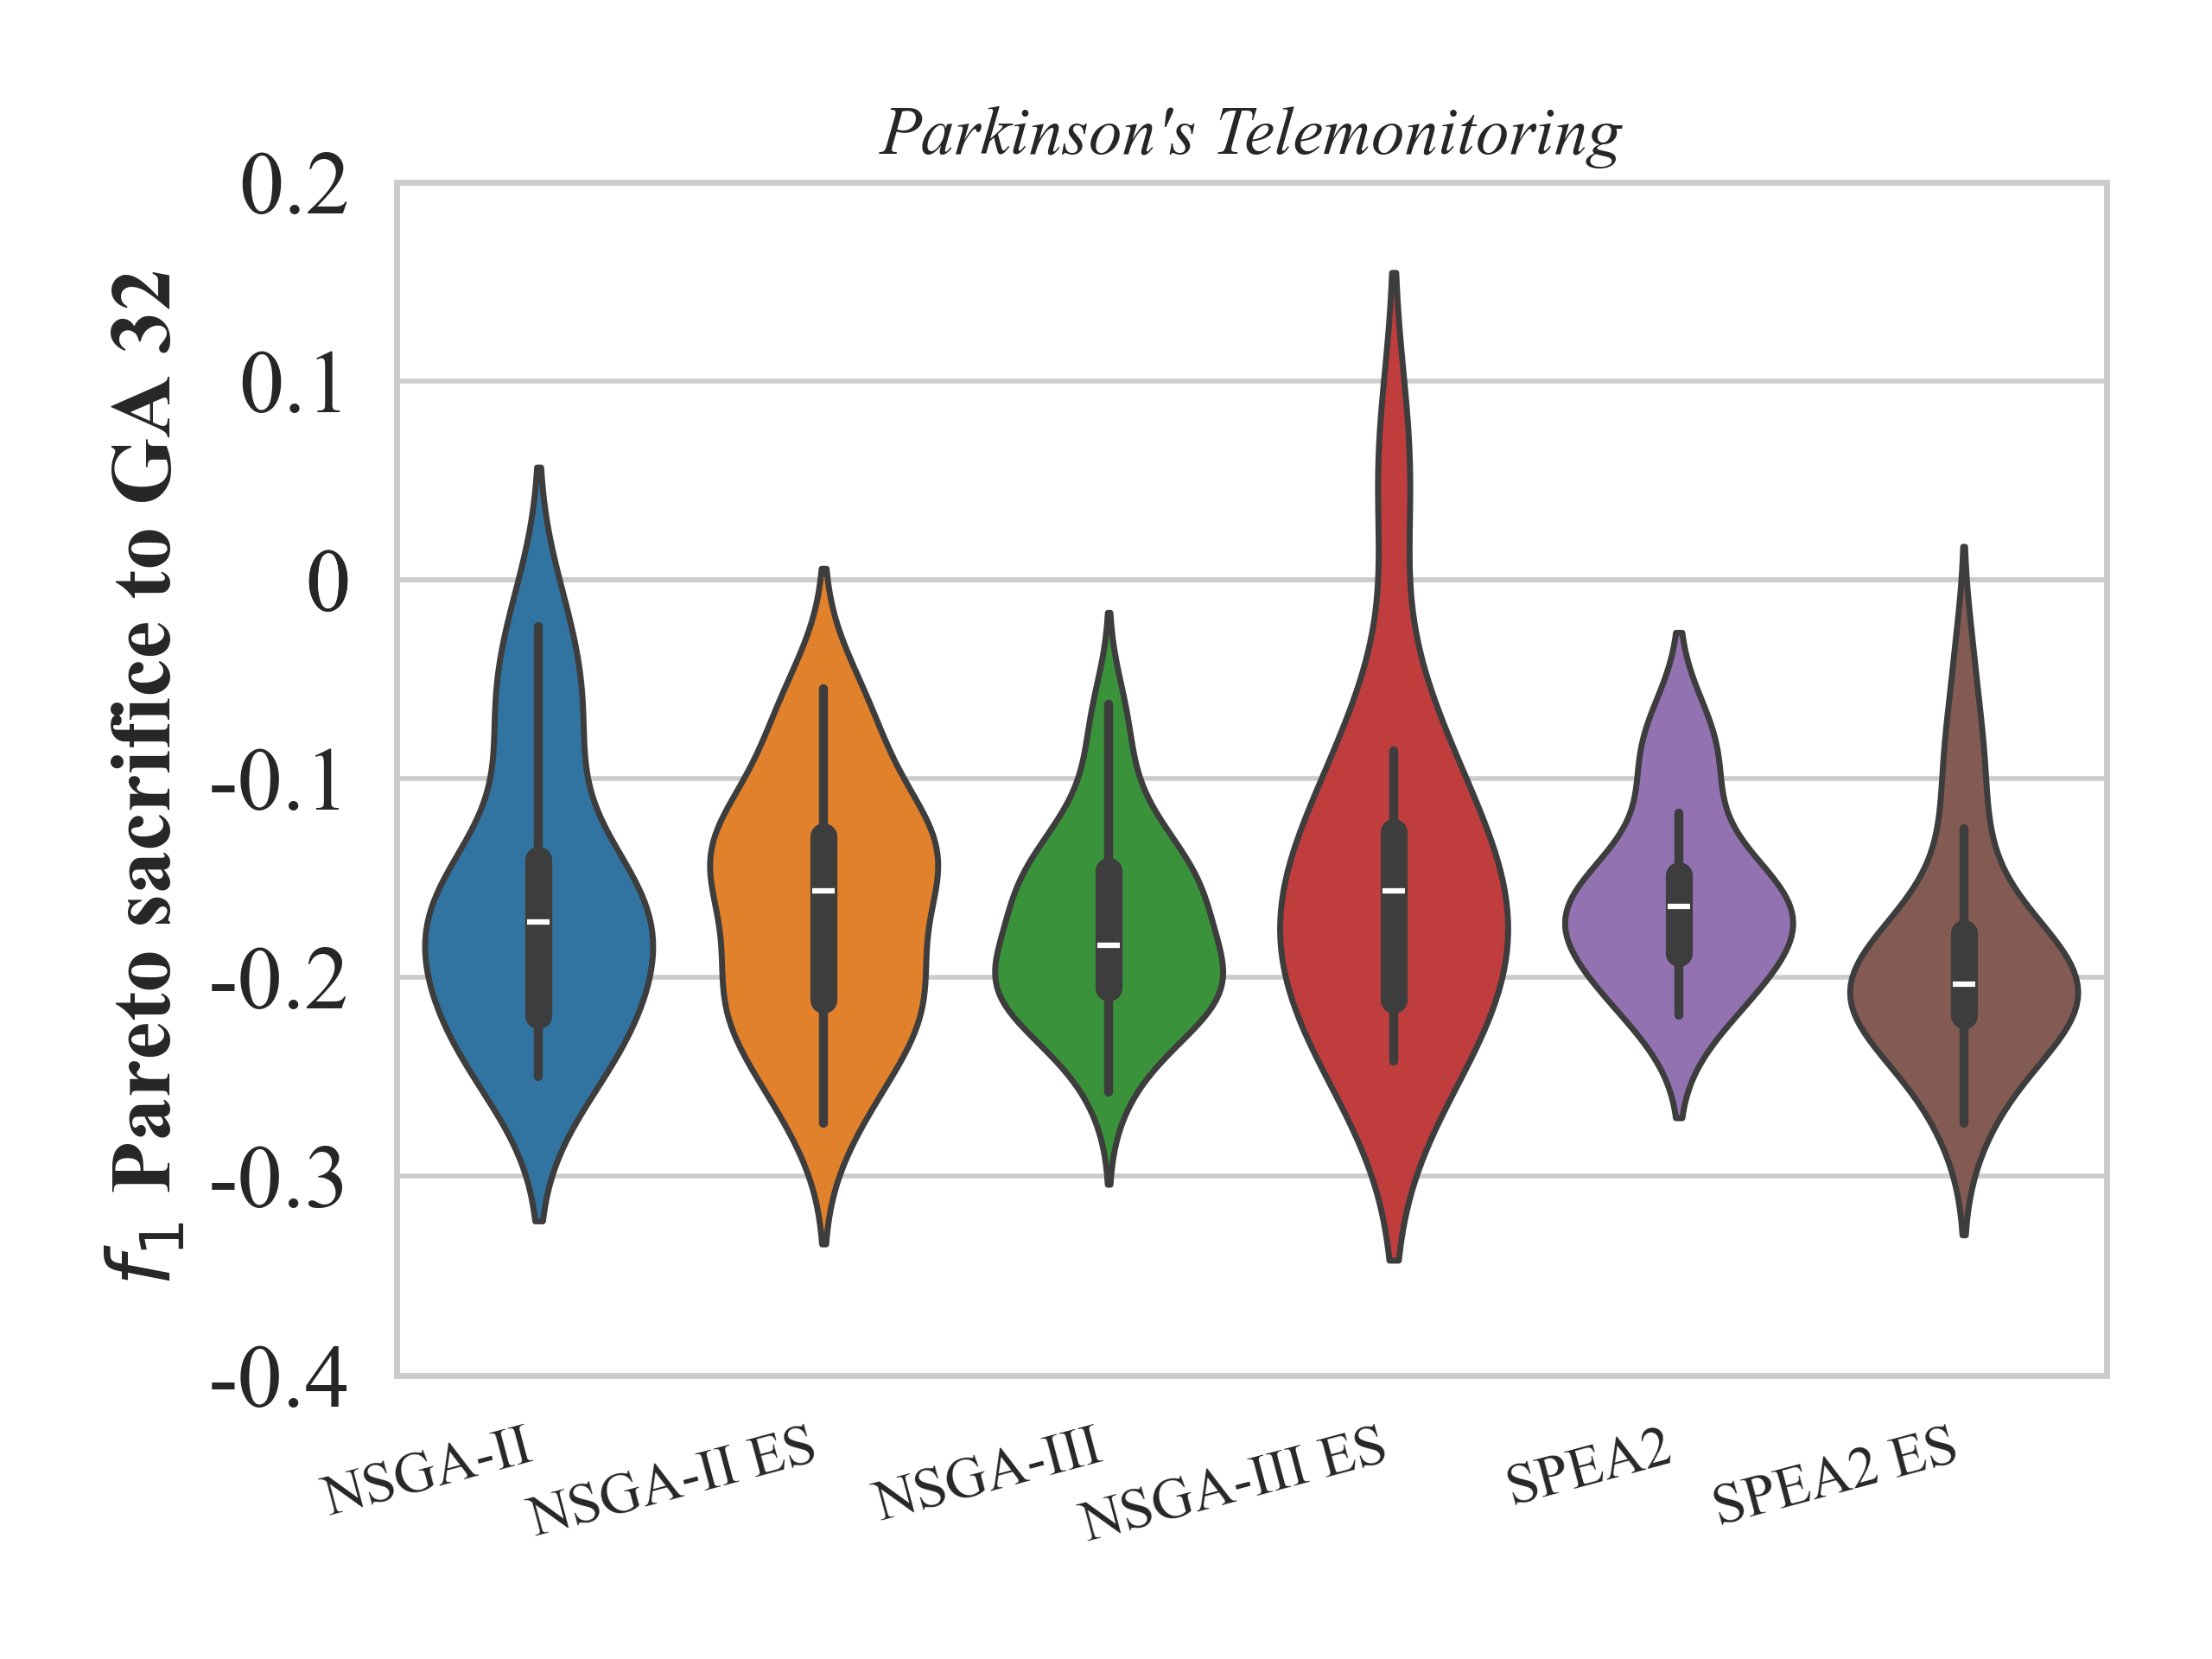 Parkinson's Telemonitoring
f1 Pareto sacrifice to GA 32
0.2
0.1
0
-0.1
-0.2
-0.3
-0.4
NSGA-II
NSGA-II ES
NSGA-III
NSGA-III ES
SPEA2
SPEA2 ES